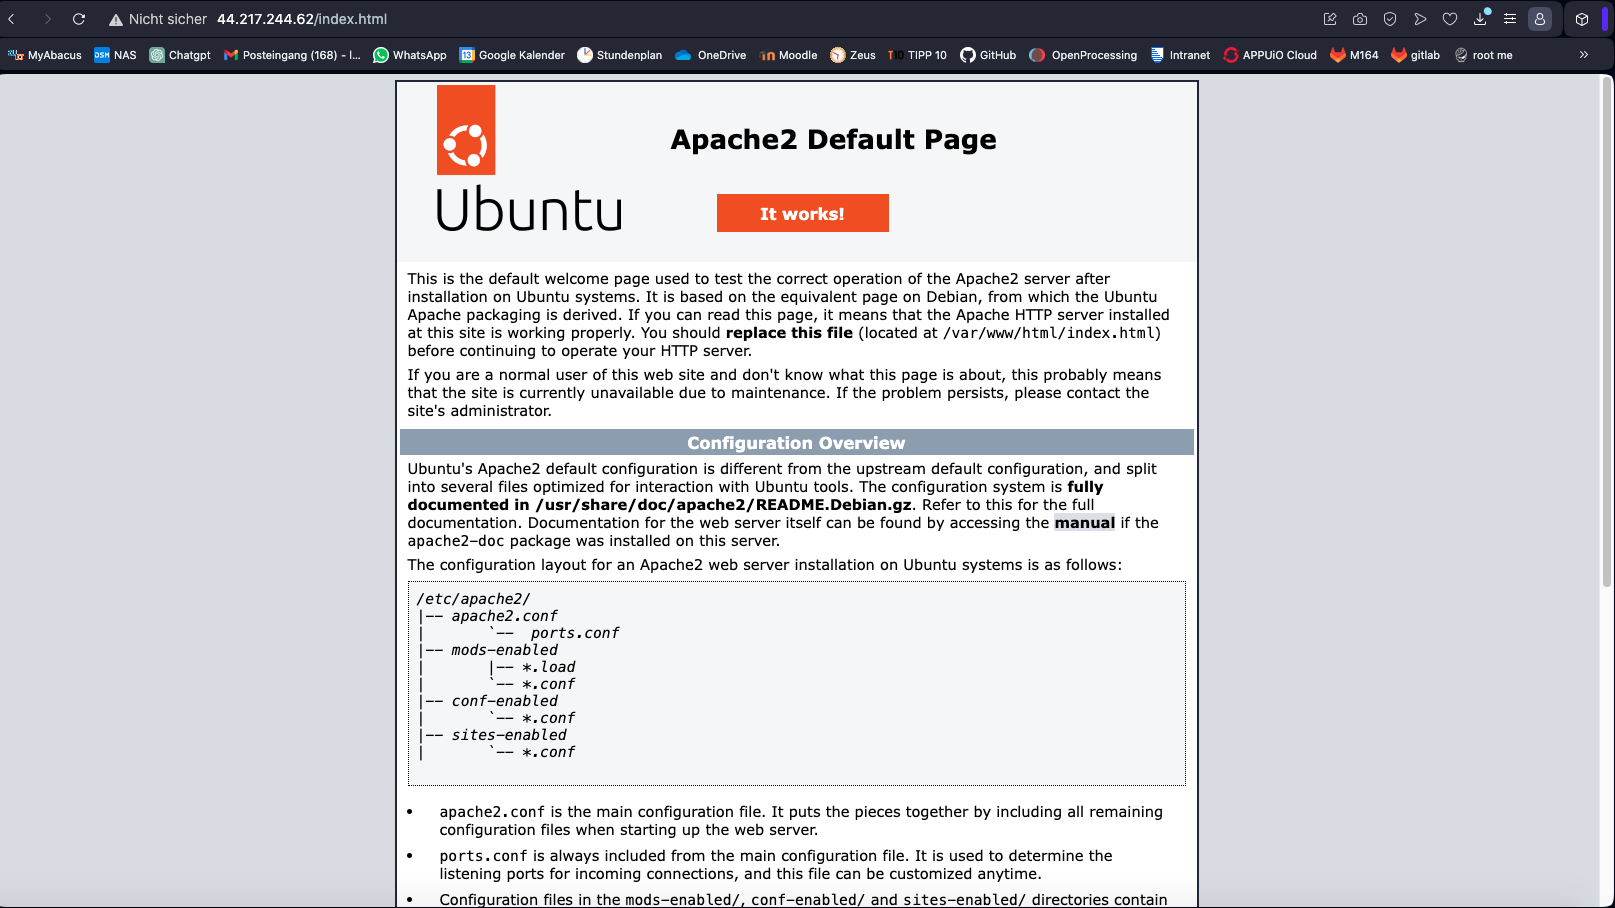 Nicht sicher 44.217.244.62/index.html
MyAbacus NAS Chatgpt Posteingang (168) – I... WhatsApp Google Kalender Stundenplan OneDrive Moodle Zeus TIPP 10 GitHub OpenProcessing Intranet APPUiO Cloud M164 gitlab root me »
Apache2 Default Page
Ubuntu
It works!
This is the default welcome page used to test the correct operation of the Apache2 server after
installation on Ubuntu systems. It is based on the equivalent page on Debian, from which the Ubuntu
Apache packaging is derived. If you can read this page, it means that the Apache HTTP server installed
at this site is working properly. You should replace this file (located at /var/www/html/index.html)
before continuing to operate your HTTP server.
If you are a normal user of this web site and don't know what this page is about, this probably means
that the site is currently unavailable due to maintenance. If the problem persists, please contact the
site's administrator.
Configuration Overview
Ubuntu's Apache2 default configuration is different from the upstream default configuration, and split
into several files optimized for interaction with Ubuntu tools. The configuration system is fully
documented in /usr/share/doc/apache2/README.Debian.gz. Refer to this for the full
documentation. Documentation for the web server itself can be found by accessing the manual if the
apache2-doc package was installed on this server.
The configuration layout for an Apache2 web server installation on Ubuntu systems is as follows:
/etc/apache2/
|-- apache2.conf
|       `--  ports.conf
|-- mods-enabled
|       |-- *.load
|       `-- *.conf
|-- conf-enabled
|       `-- *.conf
|-- sites-enabled
|       `-- *.conf
• apache2.conf is the main configuration file. It puts the pieces together by including all remaining
configuration files when starting up the web server.
• ports.conf is always included from the main configuration file. It is used to determine the
listening ports for incoming connections, and this file can be customized anytime.
• Configuration files in the mods-enabled/, conf-enabled/ and sites-enabled/ directories contain